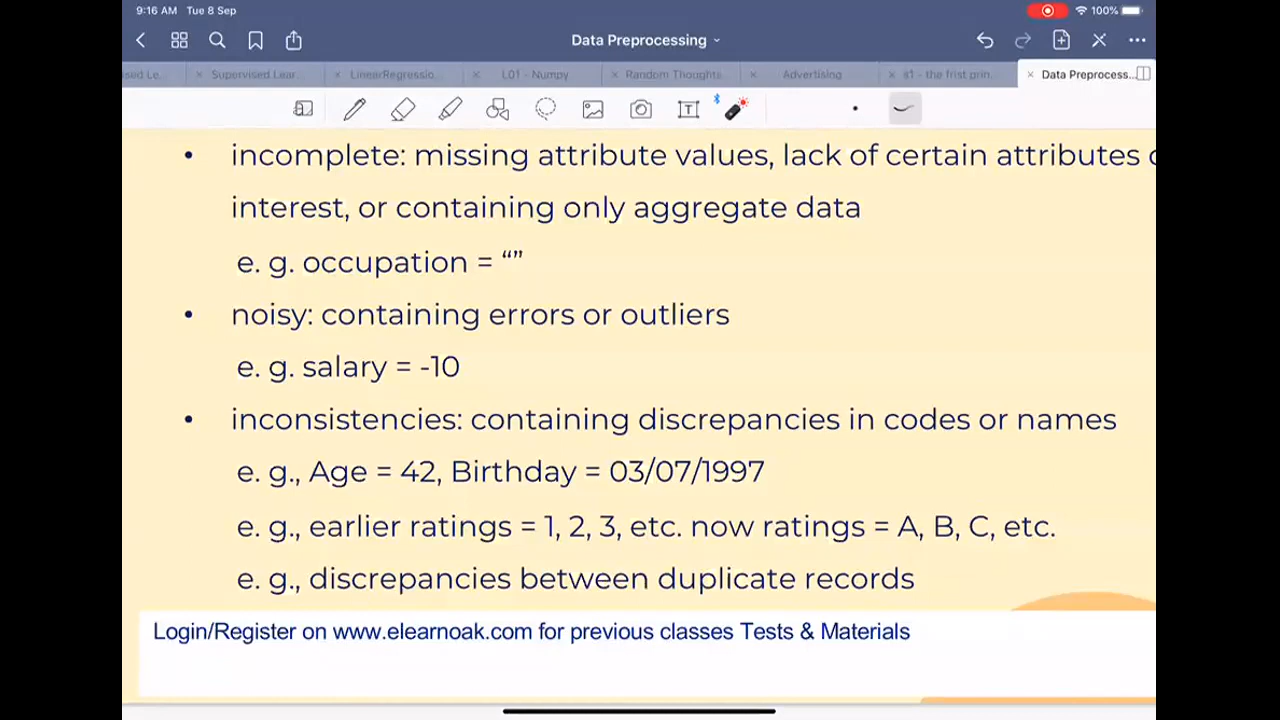 9:16 AM Tue 8 Sep
100%
Data Preprocessing
Supervised Lear...
LinearRegressio...
L01 - Numpy
Random Thoughts
Advertising
s1 - the frist prin...
Data Preprocess...
• incomplete: missing attribute values, lack of certain attributes
interest, or containing only aggregate data
e. g. occupation = “”
• noisy: containing errors or outliers
e. g. salary = -10
• inconsistencies: containing discrepancies in codes or names
e. g., Age = 42, Birthday = 03/07/1997
e. g., earlier ratings = 1, 2, 3, etc. now ratings = A, B, C, etc.
e. g., discrepancies between duplicate records
Login/Register on www.elearnoak.com for previous classes Tests & Materials